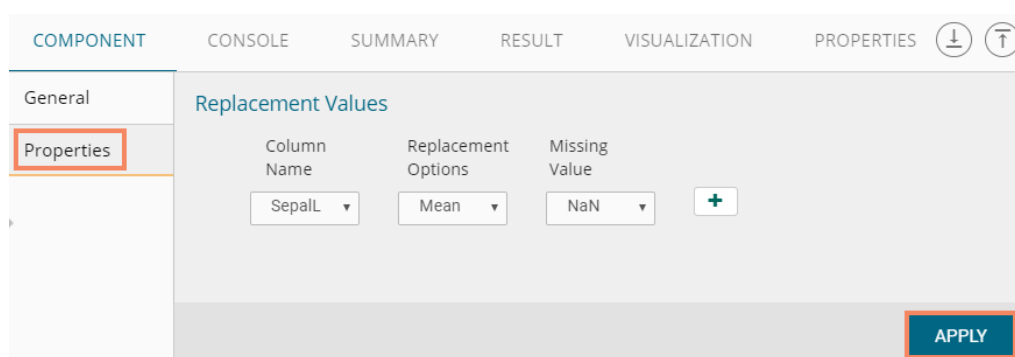 COMPONENT CONSOLE SUMMARY RESULT VISUALIZATION PROPERTIES
General
Replacement Values
Properties
Column Name Replacement Options Missing Value
SepalL Mean NaN +
APPLY